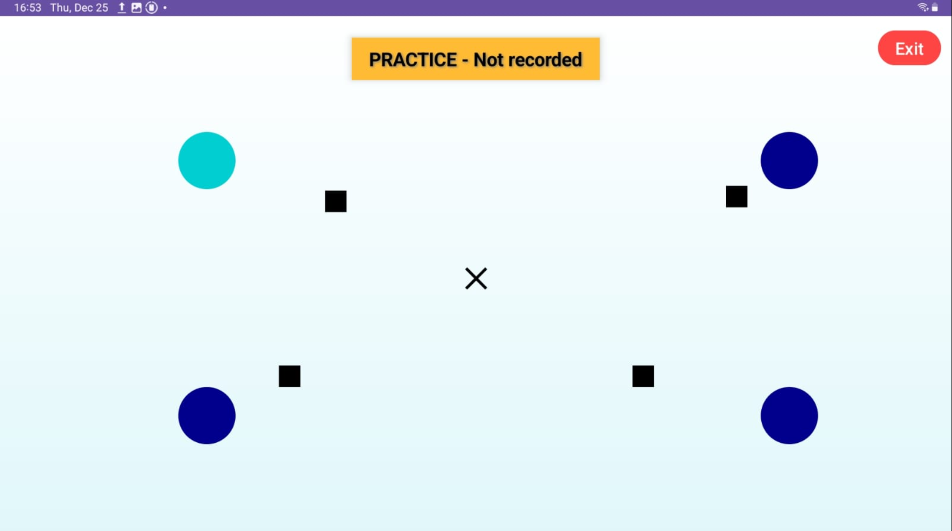 16:53 Thu, Dec 25
PRACTICE - Not recorded
Exit